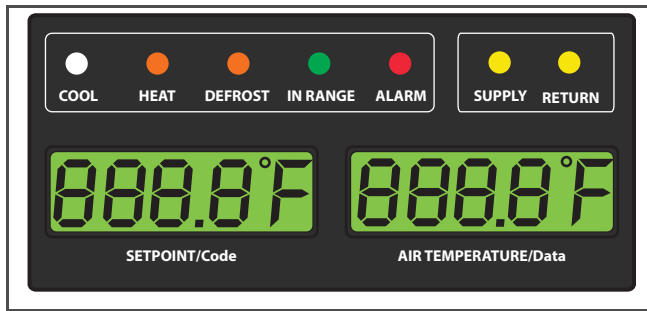 COOL HEAT DEFROST IN RANGE ALARM SUPPLY RETURN
888.8°F 888.8°F
SETPOINT/Code AIR TEMPERATURE/Data